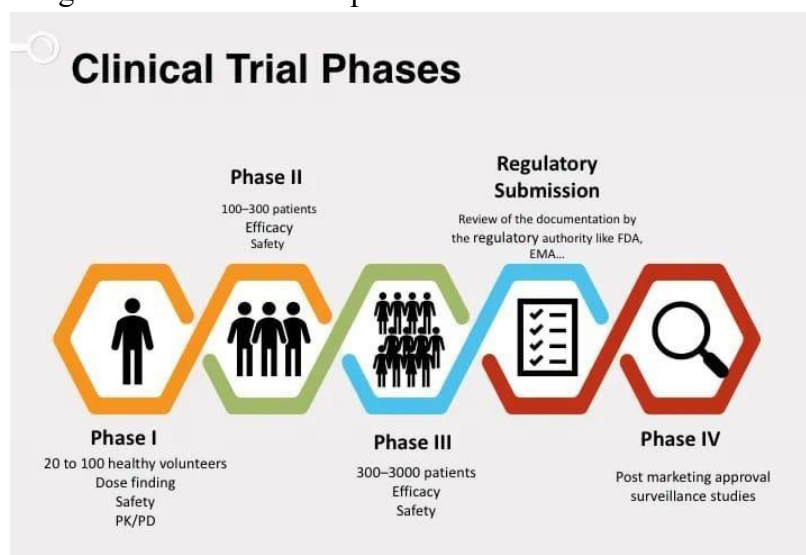 Clinical Trial Phases
Phase II
100–300 patients
Efficacy
Safety
Regulatory
Submission
Review of the documentation by
the regulatory authority like FDA,
EMA...
Phase I
20 to 100 healthy volunteers
Dose finding
Safety
PK/PD
Phase III
300–3000 patients
Efficacy
Safety
Phase IV
Post marketing approval
surveillance studies